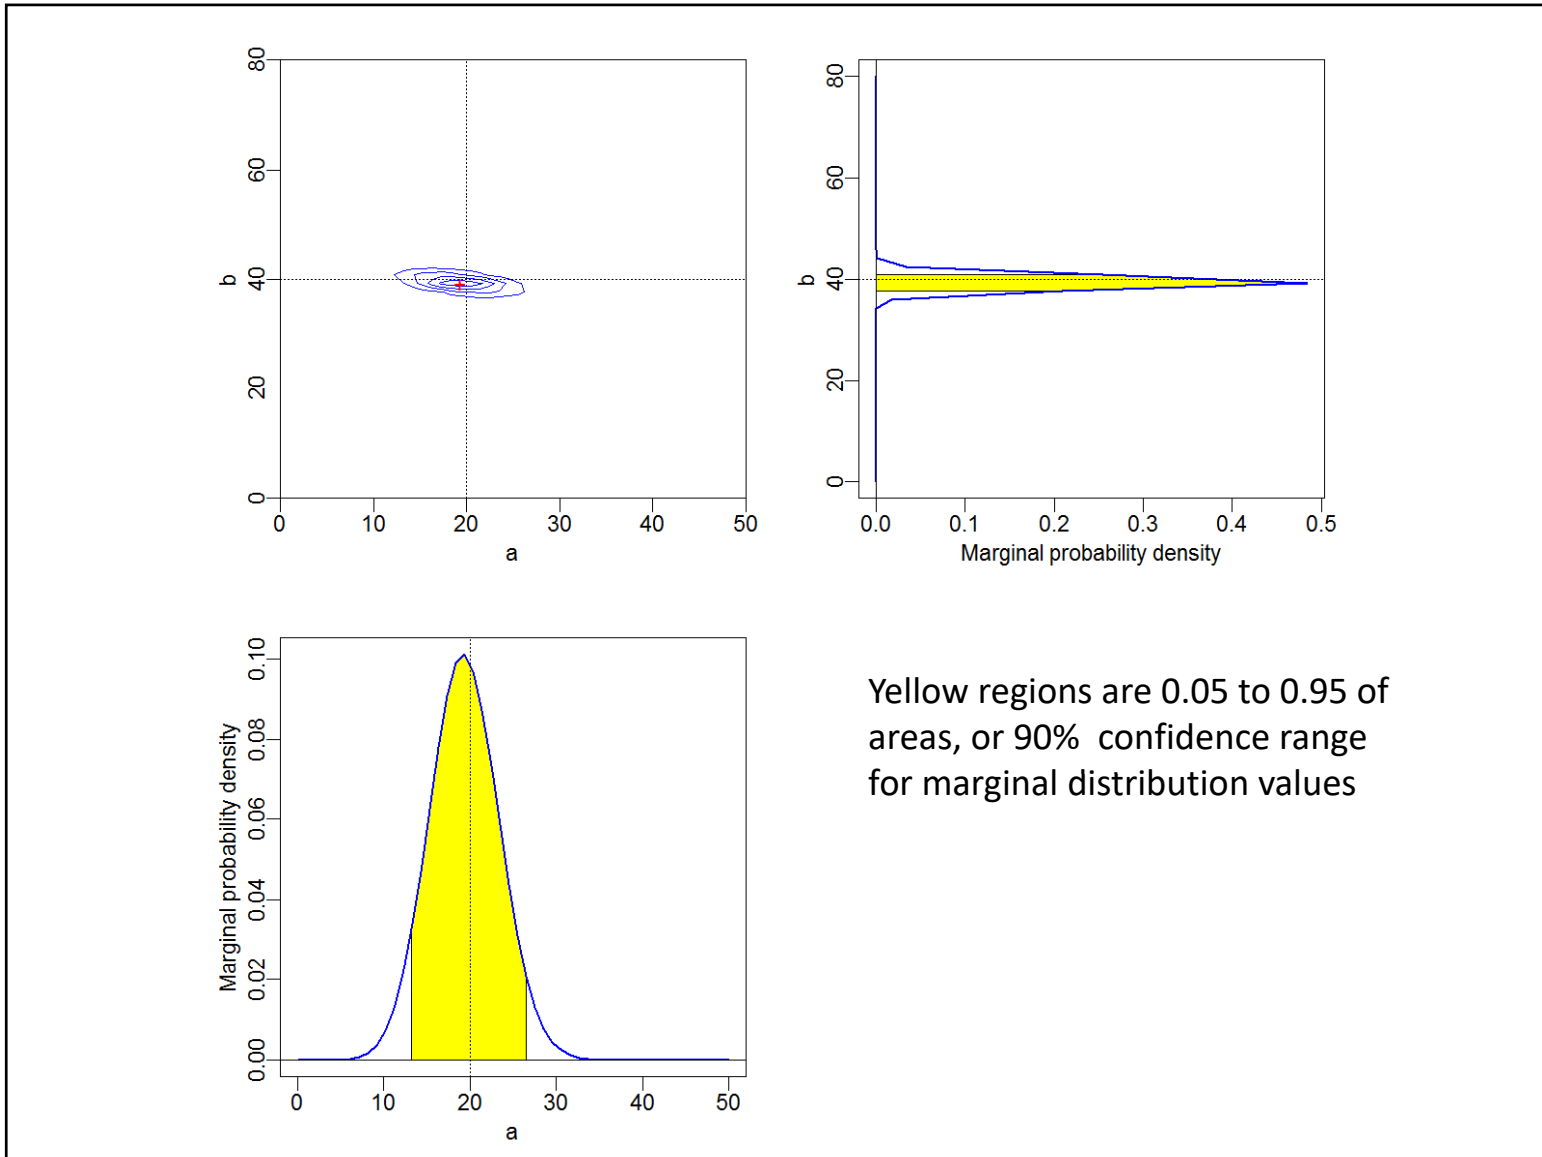 80
60
40
20
0
b
0 10 20 30 40 50
a
80
60
40
20
0
b
0.0 0.1 0.2 0.3 0.4 0.5
Marginal probability density
0.10
0.08
0.06
0.04
0.02
0.00
Marginal probability density
0 10 20 30 40 50
a
Yellow regions are 0.05 to 0.95 of
areas, or 90%  confidence range
for marginal distribution values